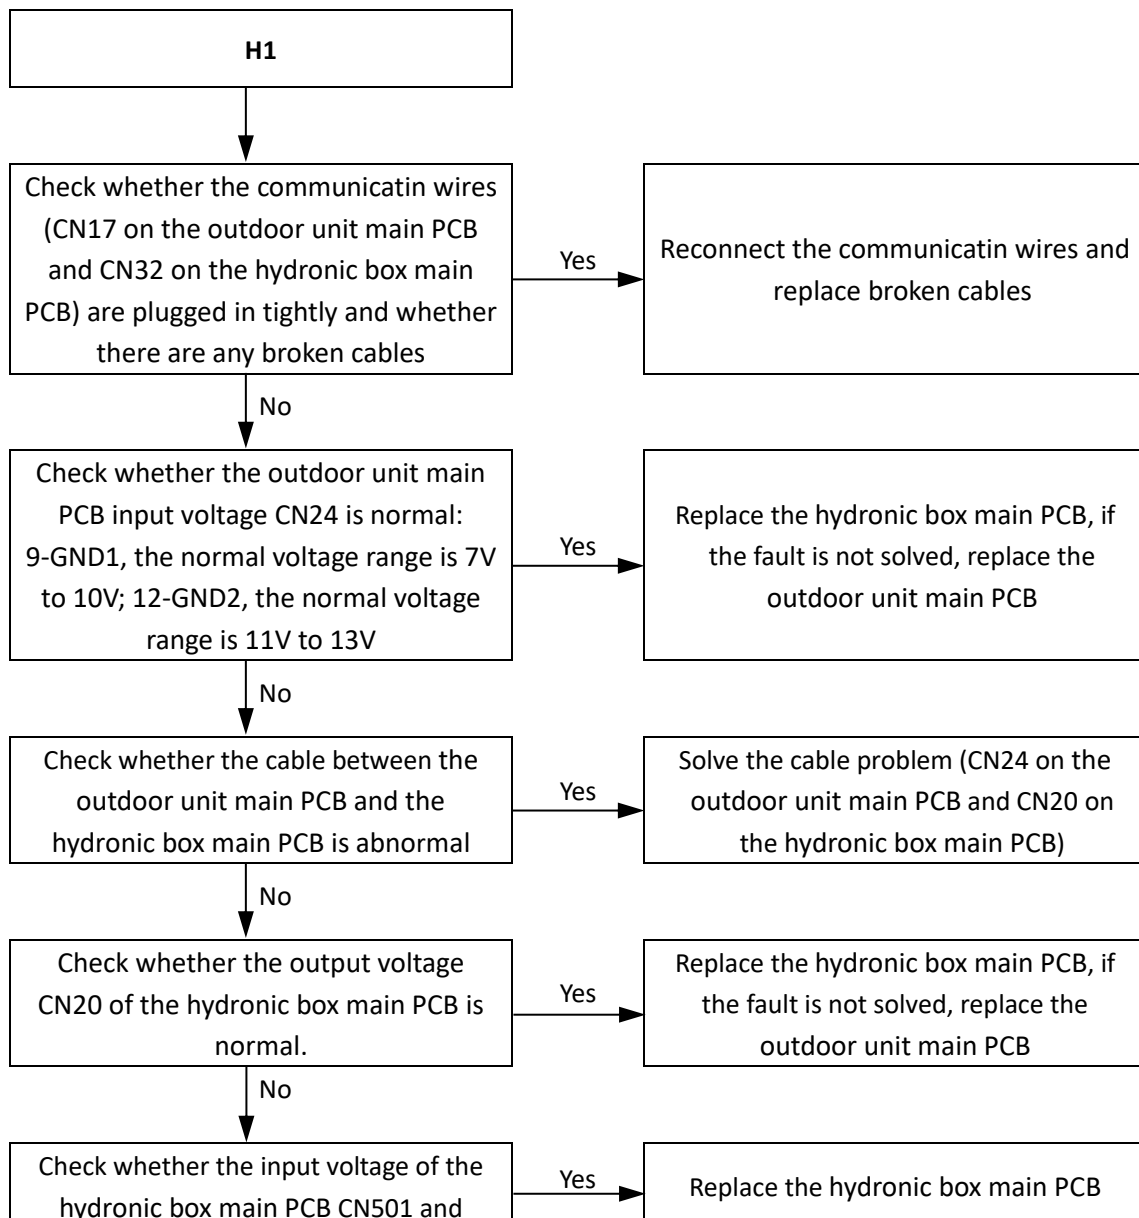 H1
Check whether the communicatin wires
(CN17 on the outdoor unit main PCB
and CN32 on the hydronic box main
PCB) are plugged in tightly and whether
there are any broken cables
Yes
Reconnect the communicatin wires and
replace broken cables
No
Check whether the outdoor unit main
PCB input voltage CN24 is normal:
9-GND1, the normal voltage range is 7V
to 10V; 12-GND2, the normal voltage
range is 11V to 13V
Yes
Replace the hydronic box main PCB, if
the fault is not solved, replace the
outdoor unit main PCB
No
Check whether the cable between the
outdoor unit main PCB and the
hydronic box main PCB is abnormal
Yes
Solve the cable problem (CN24 on the
outdoor unit main PCB and CN20 on
the hydronic box main PCB)
No
Check whether the output voltage
CN20 of the hydronic box main PCB is
normal.
Yes
Replace the hydronic box main PCB, if
the fault is not solved, replace the
outdoor unit main PCB
No
Check whether the input voltage of the
hydronic box main PCB CN501 and
Yes
Replace the hydronic box main PCB